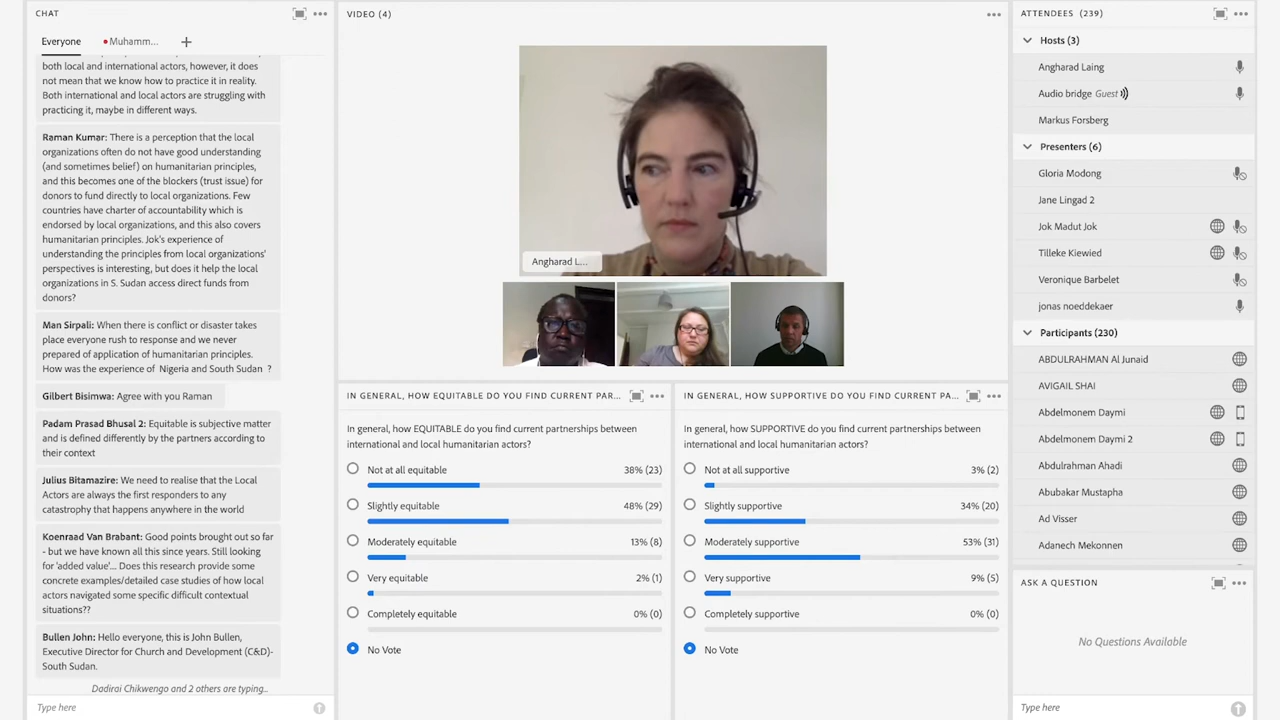 CHAT
Everyone
Muhamm...
both local and international actors, however, it does
not mean that we know how to practice it in reality.
Both international and local actors are struggling with
practicing it, maybe in different ways.
Raman Kumar: There is a perception that the local
organizations often do not have good understanding
(and sometimes belief) on humanitarian principles,
and this becomes one of the blockers (trust issue) for
donors to fund directly to local organizations. Few
countries have charter of accountability which is
endorsed by local organizations, and this also covers
humanitarian principles. Jok's experience of
understanding the principles from local organizations'
perspectives is interesting, but does it help the local
organizations in S. Sudan access direct funds from
donors?
Man Sirpali: When there is conflict or disaster takes
place everyone rush to response and we never
prepared of application of humanitarian principles.
How was the experience of Nigeria and South Sudan ?
Gilbert Bisimwa: Agree with you Raman
Padam Prasad Bhusal 2: Equitable is subjective matter
and is defined differently by the partners according to
their context
Julius Bitamazire: We need to realise that the Local
Actors are always the first responders to any
catastrophy that happens anywhere in the world
Koenraad Van Brabant: Good points brought out so far
- but we have known all this since years. Still looking
for 'added value'... Does this research provide some
concrete examples/detailed case studies of how local
actors navigated some specific difficult contextual
situations??
Bullen John: Hello everyone, this is John Bullen,
Executive Director for Church and Development (C&D)-
South Sudan.
Dadirai Chikwengo and 2 others are typing...
Type here
VIDEO (4)
Angharad L...
IN GENERAL, HOW EQUITABLE DO YOU FIND CURRENT PAR...
In general, how EQUITABLE do you find current partnerships between
international and local humanitarian actors?
Not at all equitable 38% (23)
Slightly equitable 48% (29)
Moderately equitable 13% (8)
Very equitable 2% (1)
Completely equitable 0% (0)
No Vote
IN GENERAL, HOW SUPPORTIVE DO YOU FIND CURRENT PA...
In general, how SUPPORTIVE do you find current partnerships between
international and local humanitarian actors?
Not at all supportive 3% (2)
Slightly supportive 34% (20)
Moderately supportive 53% (31)
Very supportive 9% (5)
Completely supportive 0% (0)
No Vote
ATTENDEES (239)
Hosts (3)
Angharad Laing
Audio bridge Guest
Markus Forsberg
Presenters (6)
Gloria Modong
Jane Lingad 2
Jok Madut Jok
Tilleke Kiewied
Veronique Barbelet
jonas noeddekaer
Participants (230)
ABDULRAHMAN Al Junaid
AVIGAIL SHAI
Abdelmonem Daymi
Abdelmonem Daymi 2
Abdulrahman Ahadi
Abubakar Mustapha
Ad Visser
Adanech Mekonnen
ASK A QUESTION
No Questions Available
Type here